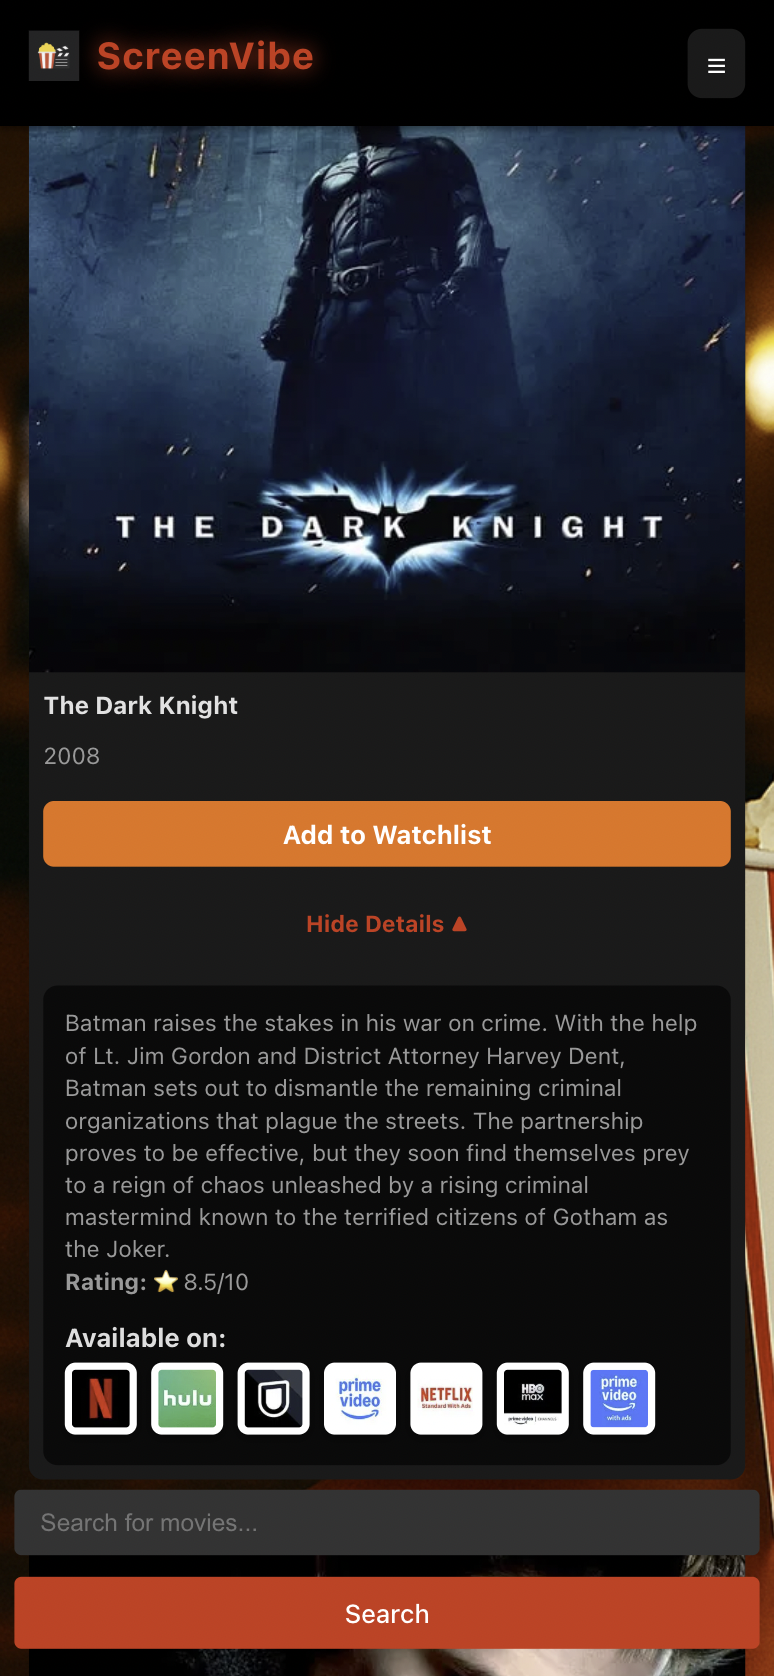 ScreenVibe
THE DARK KNIGHT
The Dark Knight
2008
Add to Watchlist
Hide Details ▲
Batman raises the stakes in his war on crime. With the help
of Lt. Jim Gordon and District Attorney Harvey Dent,
Batman sets out to dismantle the remaining criminal
organizations that plague the streets. The partnership
proves to be effective, but they soon find themselves prey
to a reign of chaos unleashed by a rising criminal
mastermind known to the terrified citizens of Gotham as
the Joker.
Rating: ⭐ 8.5/10
Available on:
N
hulu
U
prime video
NETFLIX
Standard With Ads
HBO max
prime video | CHANNELS
prime video
with ads
Search for movies...
Search